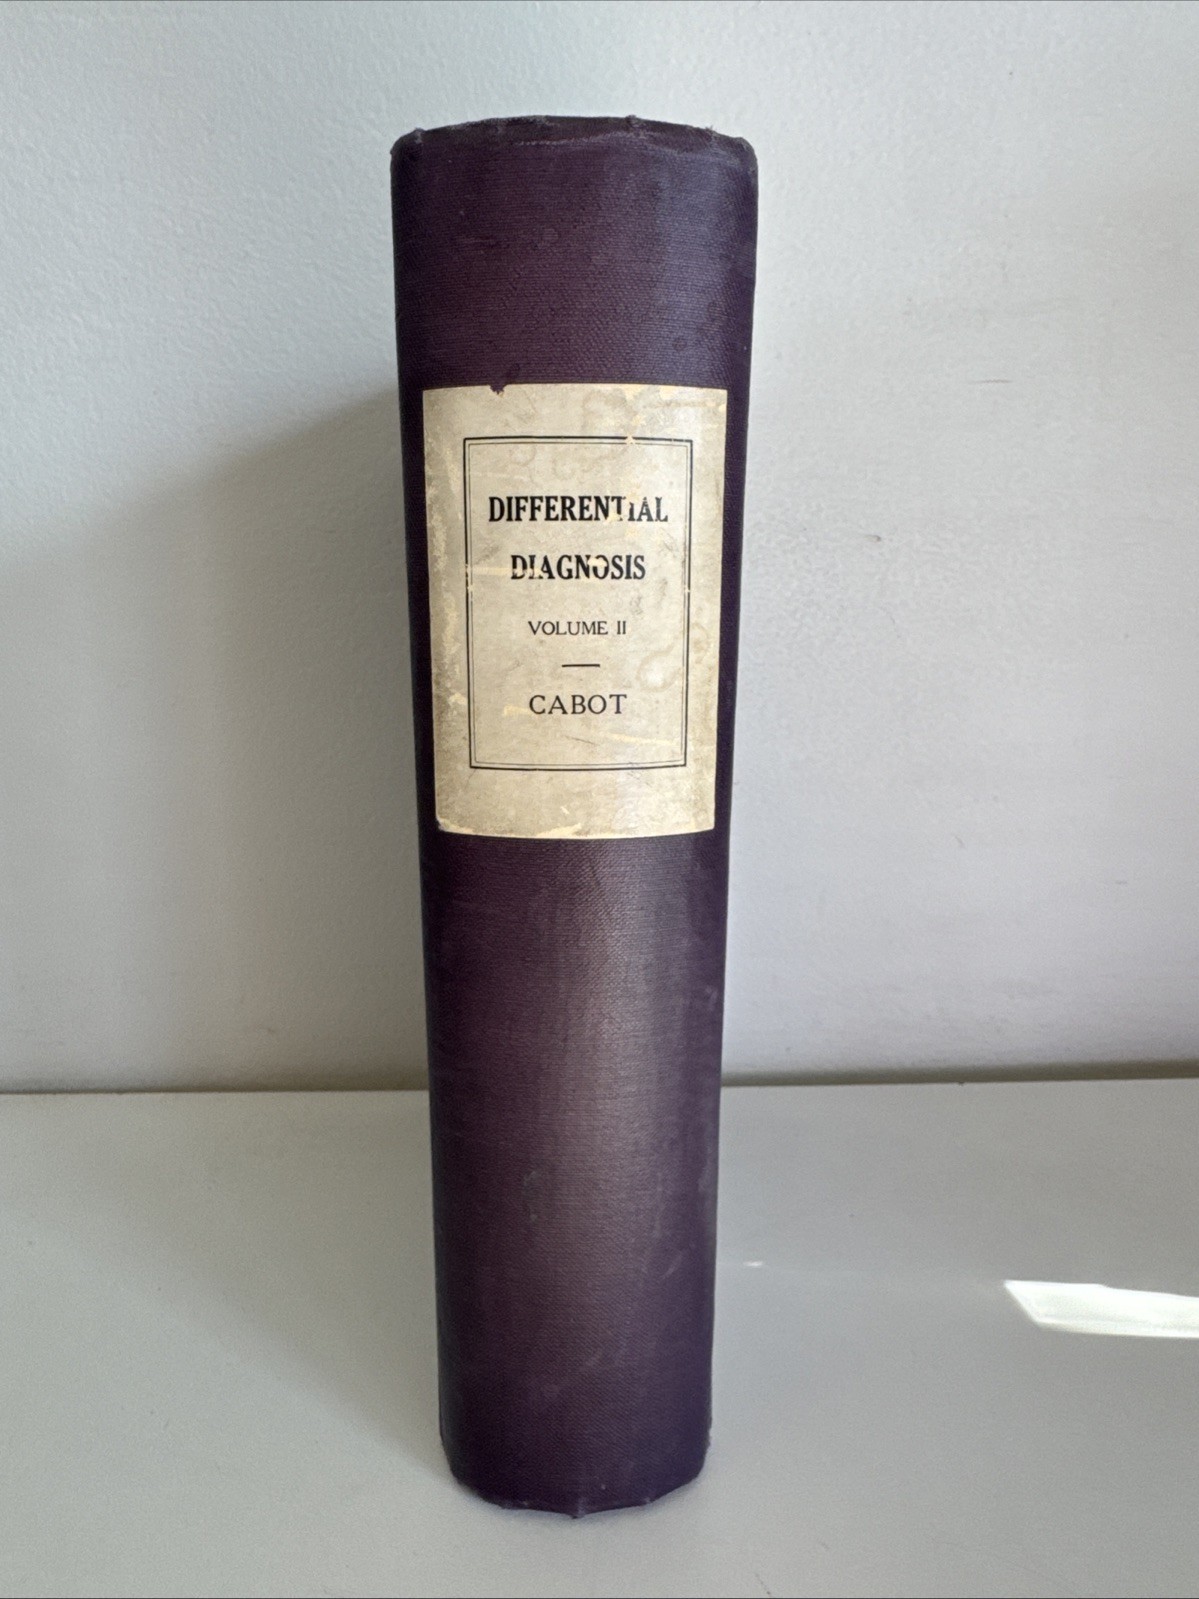 DIFFERENTIAL
DIAGNOSIS
VOLUME II
CABOT